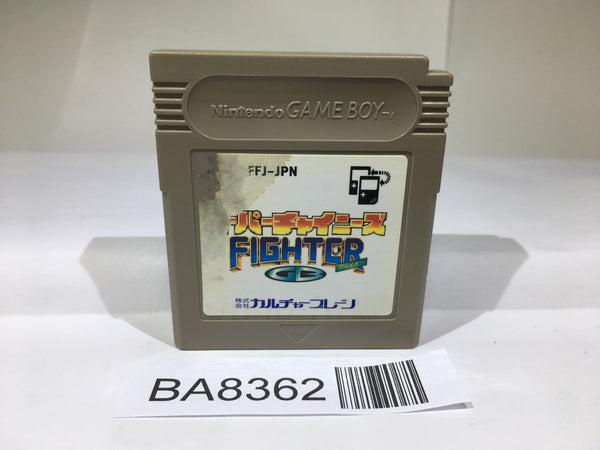 Nintendo GAME BOY TM
FFJ-JPN
ーパーチャイニーズ
FIGHTER
GB
株式会社 カルチャーブレーン
BA8362